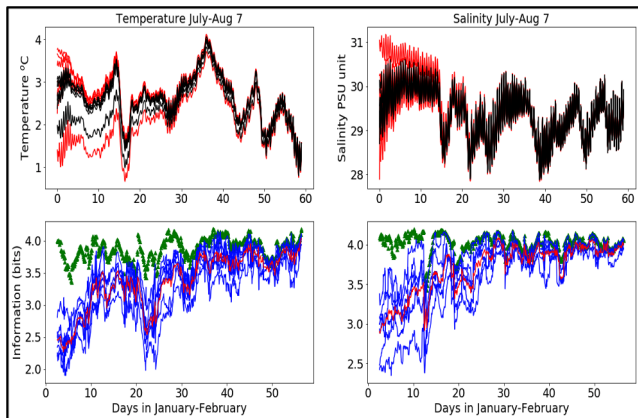 Temperature July-Aug 7
Salinity July-Aug 7
Temperature °C
4
3
2
1
0 10 20 30 40 50 60
Salinity PSU unit
31
30
29
28
0 10 20 30 40 50 60
Information (bits)
4.0
3.5
3.0
2.5
2.0
0 10 20 30 40 50
Days in January-February
4.0
3.5
3.0
2.5
0 10 20 30 40 50
Days in January-February